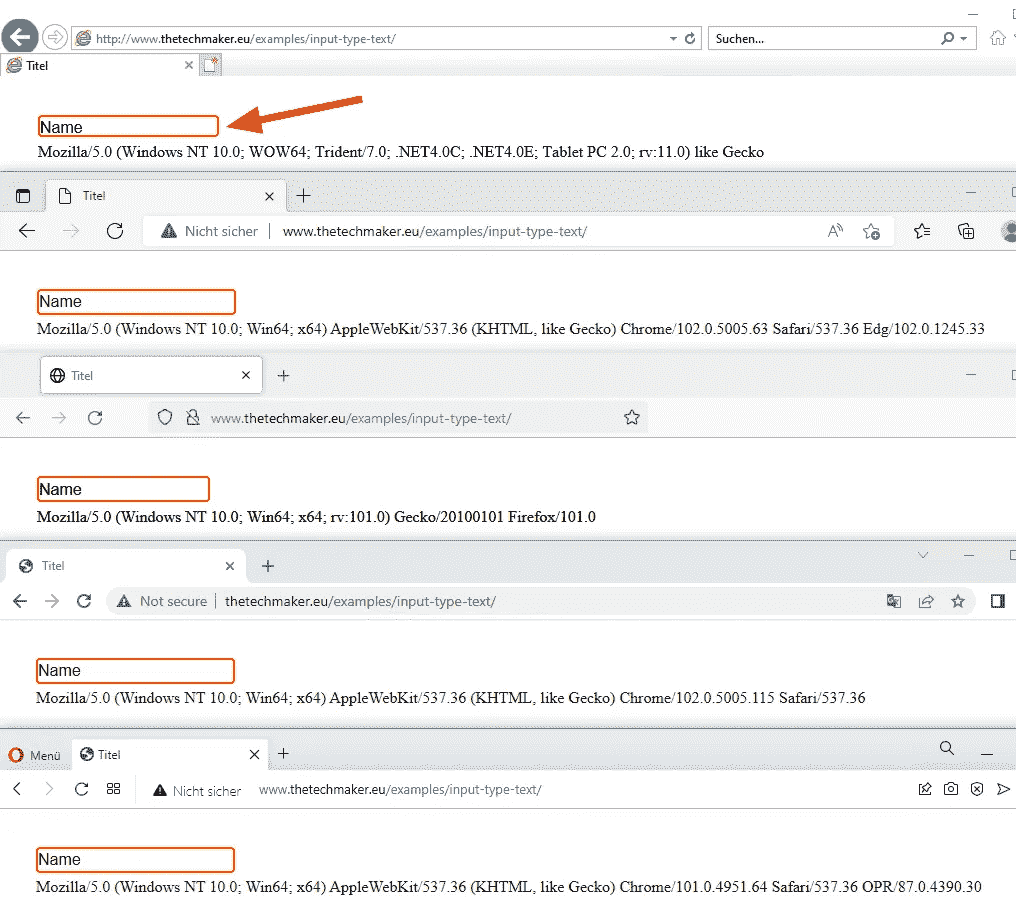 http://www.thetechmaker.eu/examples/input-type-text/ Suchen...
Titel
Name
Mozilla/5.0 (Windows NT 10.0; WOW64; Trident/7.0; .NET4.0C; .NET4.0E; Tablet PC 2.0; rv:11.0) like Gecko
Titel
Nicht sicher www.thetechmaker.eu/examples/input-type-text/
Name
Mozilla/5.0 (Windows NT 10.0; Win64; x64) AppleWebKit/537.36 (KHTML, like Gecko) Chrome/102.0.5005.63 Safari/537.36 Edg/102.0.1245.33
Titel
www.thetechmaker.eu/examples/input-type-text/
Name
Mozilla/5.0 (Windows NT 10.0; Win64; x64; rv:101.0) Gecko/20100101 Firefox/101.0
Titel
Not secure thetechmaker.eu/examples/input-type-text/
Name
Mozilla/5.0 (Windows NT 10.0; Win64; x64) AppleWebKit/537.36 (KHTML, like Gecko) Chrome/102.0.5005.115 Safari/537.36
Menü Titel
Nicht sicher www.thetechmaker.eu/examples/input-type-text/
Name
Mozilla/5.0 (Windows NT 10.0; Win64; x64) AppleWebKit/537.36 (KHTML, like Gecko) Chrome/101.0.4951.64 Safari/537.36 OPR/87.0.4390.30